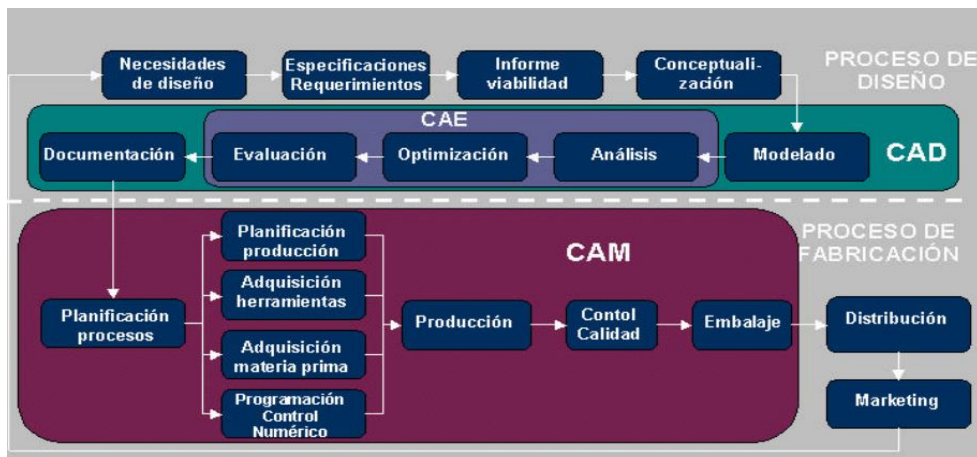 Necesidades
de diseño
Especificaciones
Requerimientos
Informe
viabilidad
Conceptuali-
zación
PROCESO DE
DISEÑO
CAE
Documentación
Evaluación
Optimización
Análisis
Modelado
CAD
PROCESO DE
FABRICACIÓN
CAM
Planificación
procesos
Planificación
producción
Adquisición
herramientas
Adquisición
materia prima
Programación
Control
Numérico
Producción
Contol
Calidad
Embalaje
Distribución
Marketing